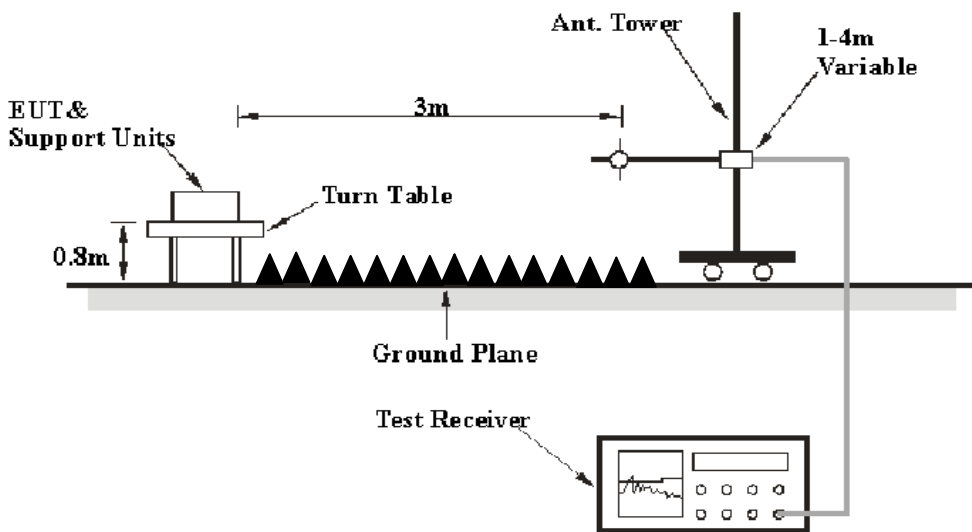 Ant. Tower
1-4m
Variable
EUT&
Support Units
3m
Turn Table
0.8m
Ground Plane
Test Receiver